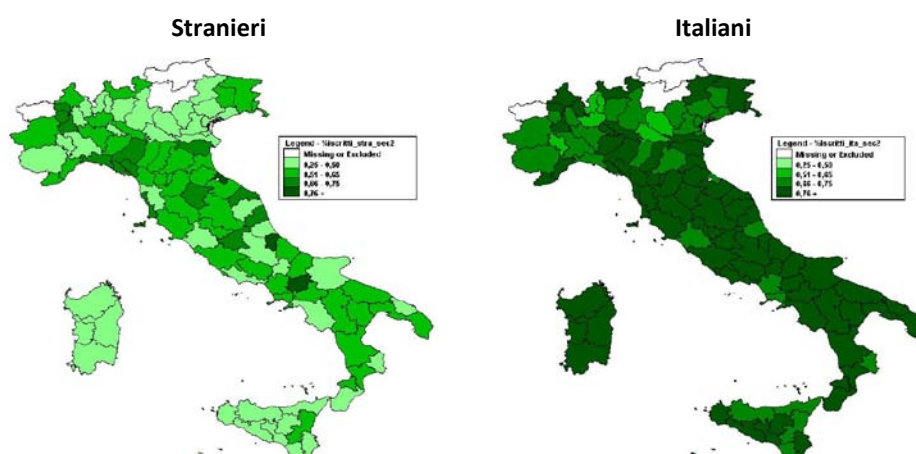 Stranieri
Italiani
Legend - %iscritti_stra_sec2
Missing or Excluded
0,25 - 0,50
0,51 - 0,65
0,66 - 0,75
0,76 +
Legend - %iscritti_ita_sec2
Missing or Excluded
0,25 - 0,50
0,51 - 0,65
0,66 - 0,75
0,76 +